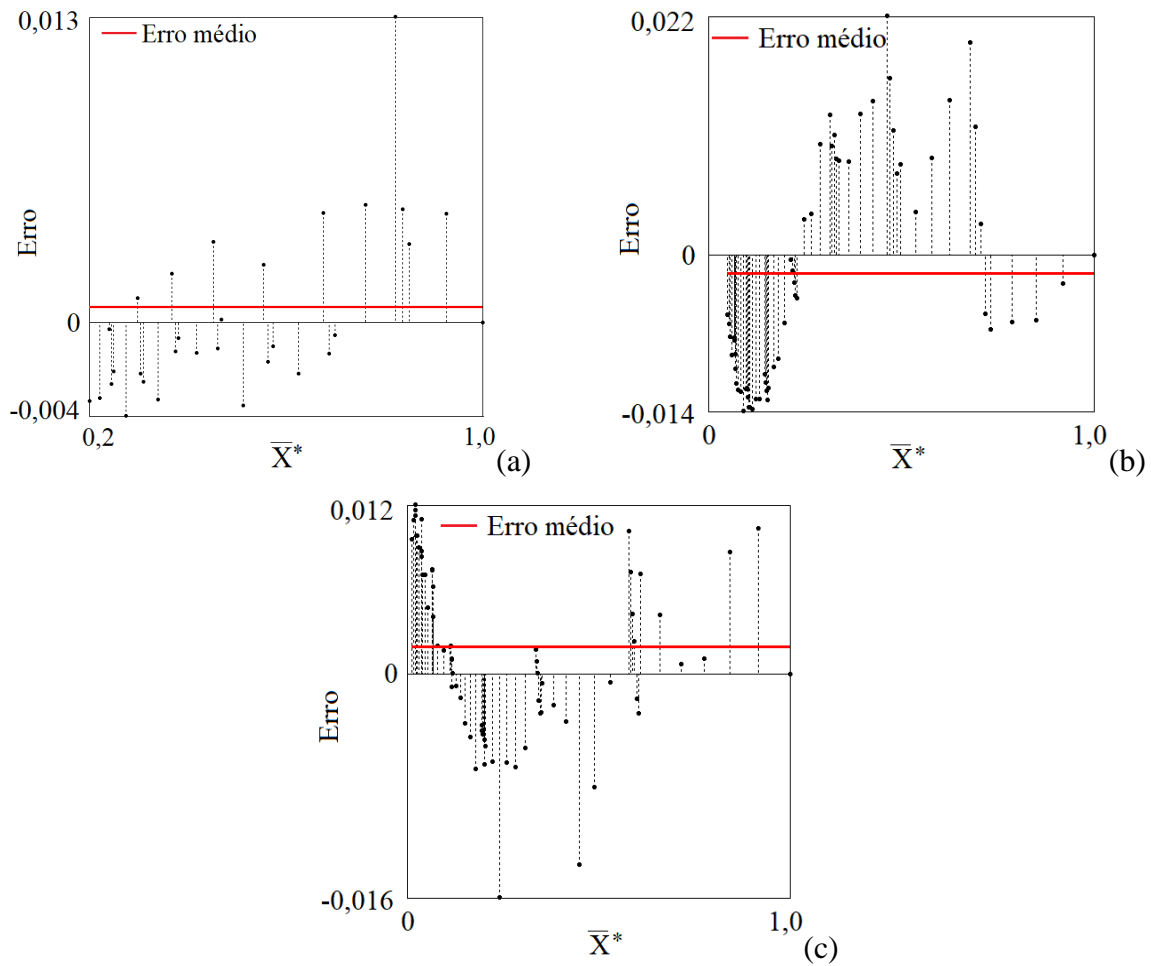 0,013
Erro médio
Erro
0
-0,004
0,2
1,0
X̅*
(a)
0,022
Erro médio
Erro
0
-0,014
0
1,0
X̅*
(b)
0,012
Erro médio
0
Erro
-0,016
0
1,0
X̅*
(c)